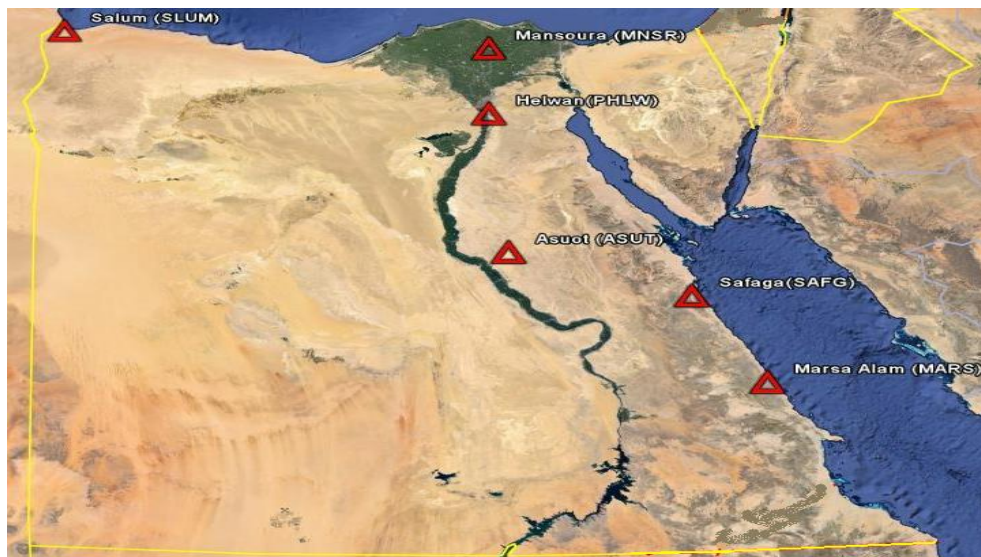 Salum (SLUM)
Mansoura (MNSR)
Helwan(PHLW)
Asuot (ASUT)
Safaga(SAFG)
Marsa Alam (MARS)